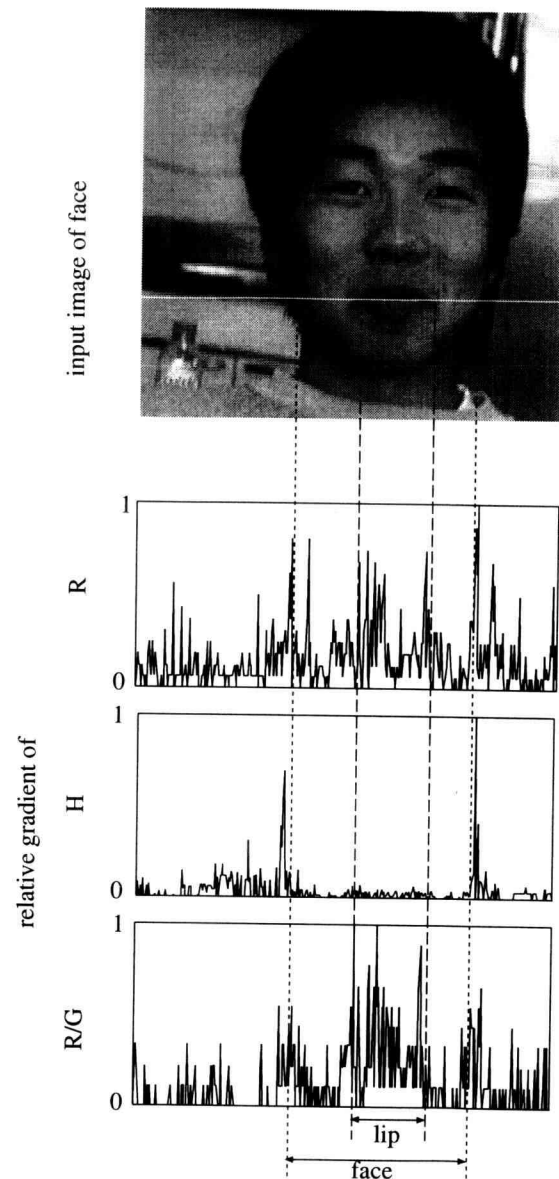 input image of face
relative gradient of
1
R
0
1
H
0
1
R/G
0
lip
face